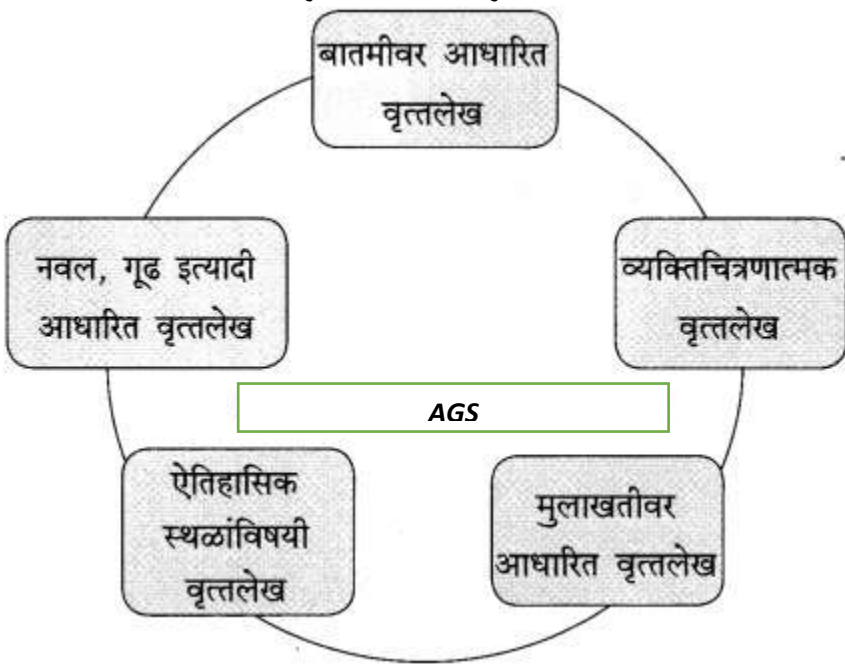 बातमीवर आधारित
वृत्तलेख
नवल, गूढ इत्यादी
आधारित वृत्तलेख
व्यक्तिचित्रणात्मक
वृत्तलेख
AGS
ऐतिहासिक
स्थळांविषयी
वृत्तलेख
मुलाखतीवर
आधारित वृत्तलेख